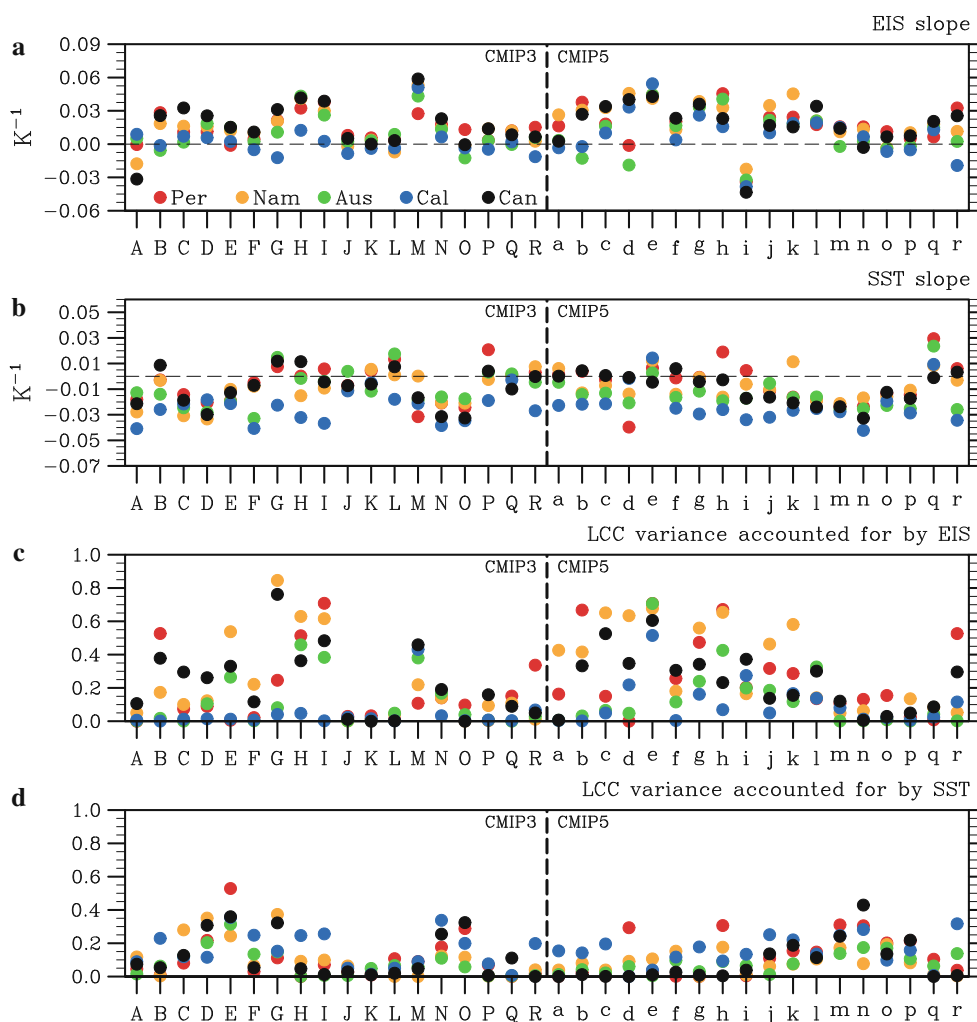 EIS slope
a
CMIP3 CMIP5
K⁻¹
0.09
0.06
0.03
0.00
−0.03
−0.06
Per Nam Aus Cal Can
A B C D E F G H I J K L M N O P Q R a b c d e f g h i j k l m n o p q r
SST slope
b
CMIP3 CMIP5
K⁻¹
0.05
0.03
0.01
−0.01
−0.03
−0.05
−0.07
A B C D E F G H I J K L M N O P Q R a b c d e f g h i j k l m n o p q r
LCC variance accounted for by EIS
c
CMIP3 CMIP5
1.0
0.8
0.6
0.4
0.2
0.0
A B C D E F G H I J K L M N O P Q R a b c d e f g h i j k l m n o p q r
LCC variance accounted for by SST
d
CMIP3 CMIP5
1.0
0.8
0.6
0.4
0.2
0.0
A B C D E F G H I J K L M N O P Q R a b c d e f g h i j k l m n o p q r